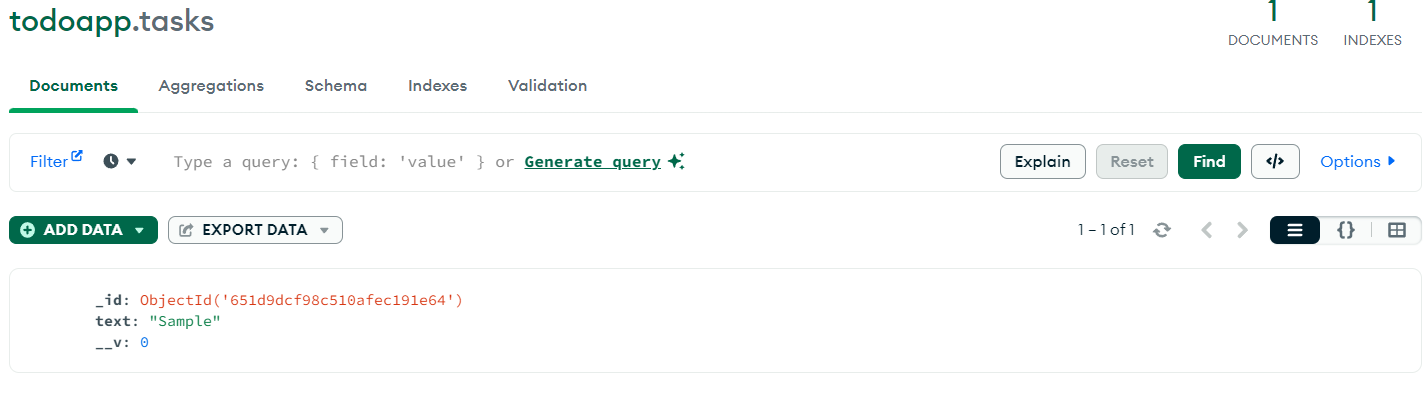 todoapp.tasks
1 1
DOCUMENTS INDEXES
Documents Aggregations Schema Indexes Validation
Filter Type a query: { field: 'value' } or Generate query Explain Reset Find </> Options
ADD DATA EXPORT DATA 1 – 1 of 1 {}
_id: ObjectId('651d9dcf98c510afec191e64')
text: "Sample"
__v: 0